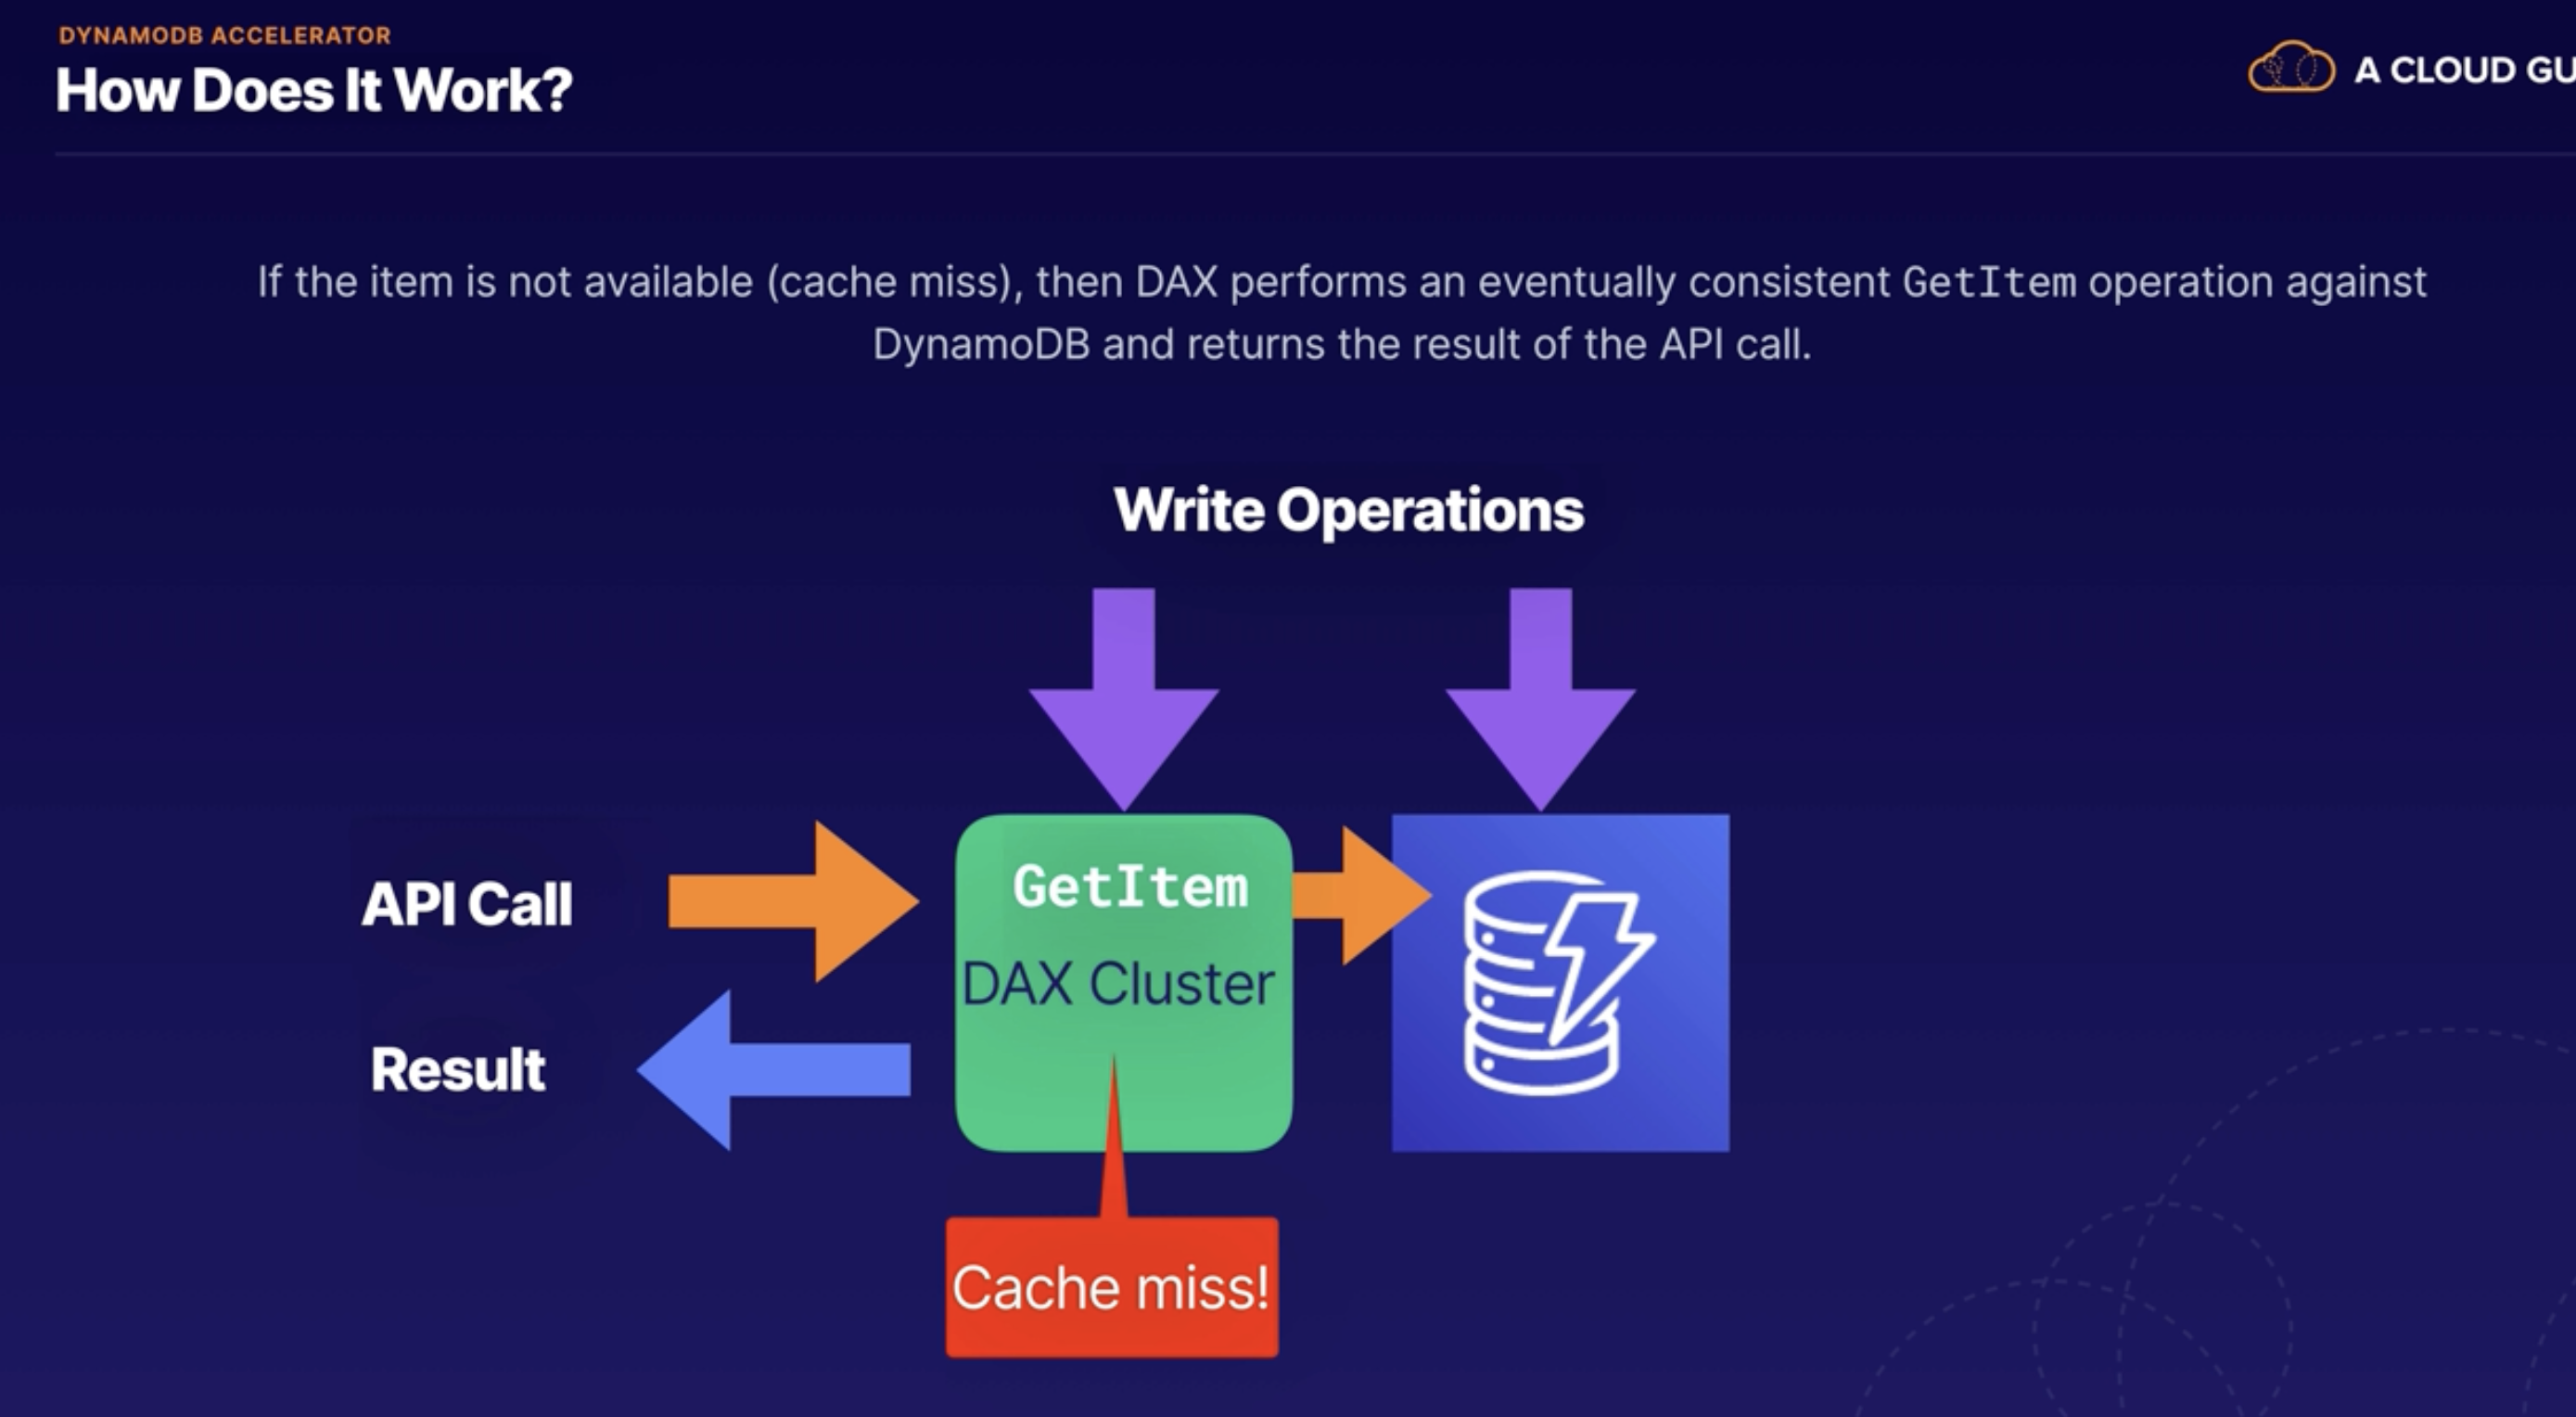 DYNAMODB ACCELERATOR
How Does It Work?
A CLOUD GU
If the item is not available (cache miss), then DAX performs an eventually consistent GetItem operation against
DynamoDB and returns the result of the API call.
Write Operations
API Call
GetItem
DAX Cluster
Result
Cache miss!